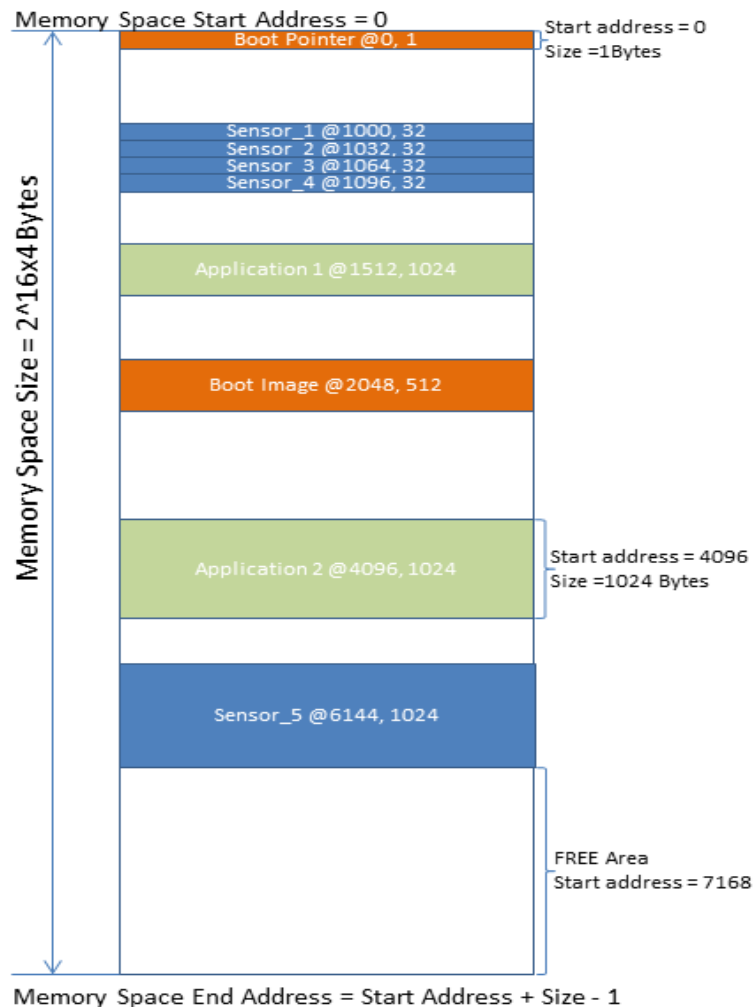 Memory Space Start Address = 0
Boot Pointer @0, 1
Start address = 0
Size =1Bytes
Sensor_1 @1000, 32
Sensor_2 @1032, 32
Sensor_3 @1064, 32
Sensor_4 @1096, 32
Memory Space Size = 2^16x4 Bytes
Application 1 @1512, 1024
Boot Image @2048, 512
Application 2 @4096, 1024
Start address = 4096
Size =1024 Bytes
Sensor_5 @6144, 1024
FREE Area
Start address = 7168
Memory Space End Address = Start Address + Size - 1